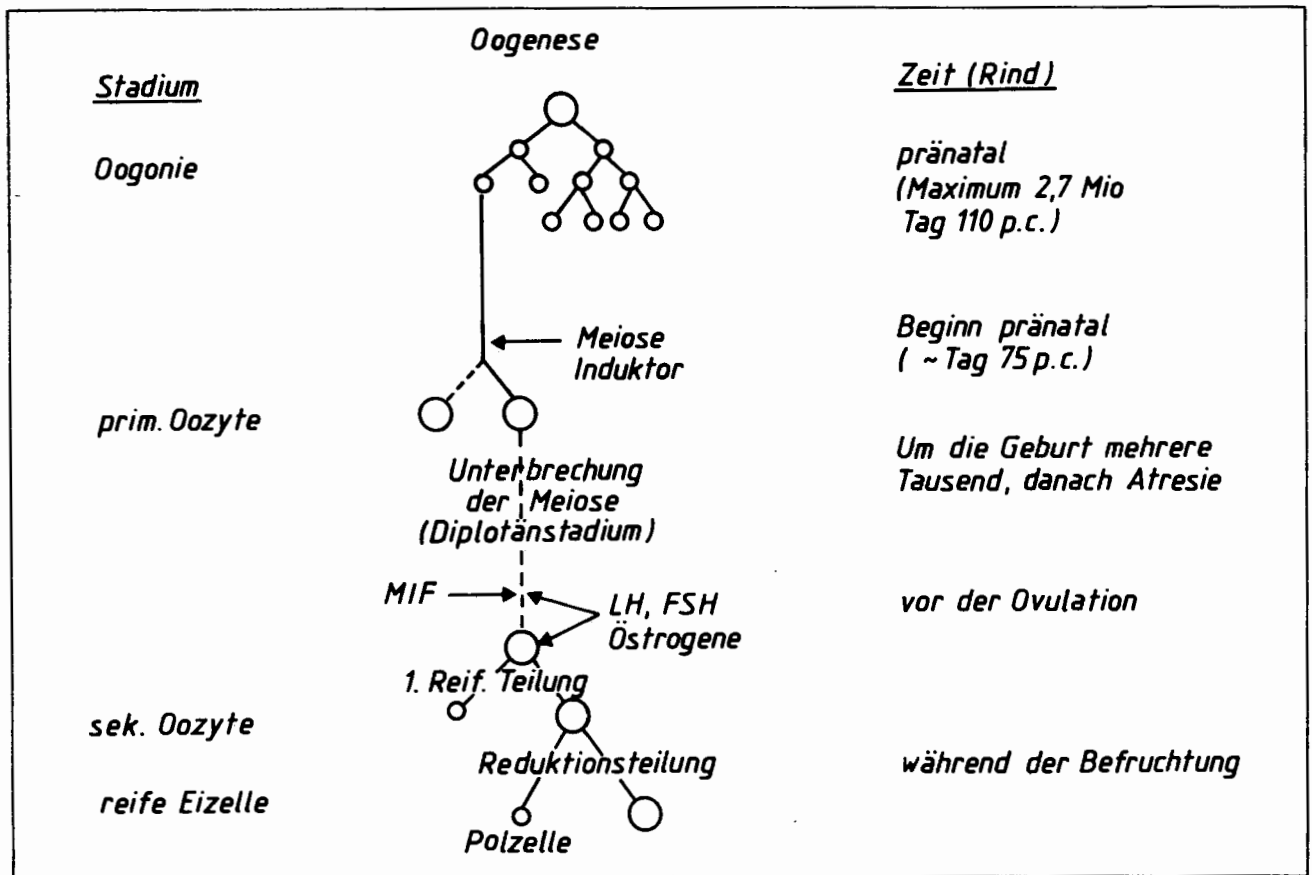 Oogenese
Stadium
Zeit (Rind)
Oogonie
pränatal
(Maximum 2,7 Mio
Tag 110 p.c.)
Meiose
Induktor
Beginn pränatal
( ~ Tag 75 p.c.)
prim. Oozyte
Um die Geburt mehrere
Tausend, danach Atresie
Unterbrechung
der Meiose
(Diplotänstadium)
MIF
LH, FSH
Östrogene
vor der Ovulation
1. Reif. Teilung
sek. Oozyte
Reduktionsteilung
während der Befruchtung
reife Eizelle
Polzelle